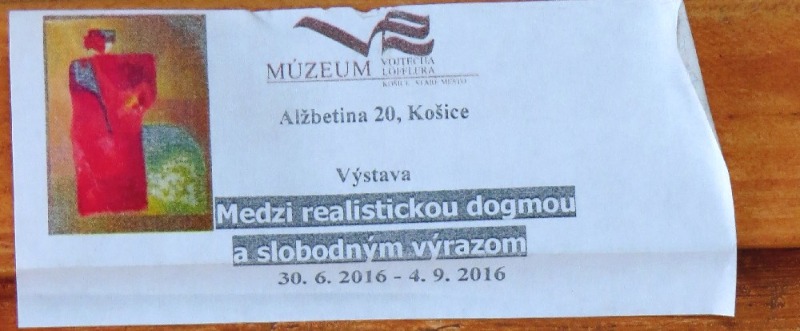 MÚZEUM VOJTECHA
LÖFFLERA
KOŠICE - STARÉ MESTO
Alžbetina 20, Košice
Výstava
Medzi realistickou dogmou
a slobodným výrazom
30. 6. 2016 - 4. 9. 2016